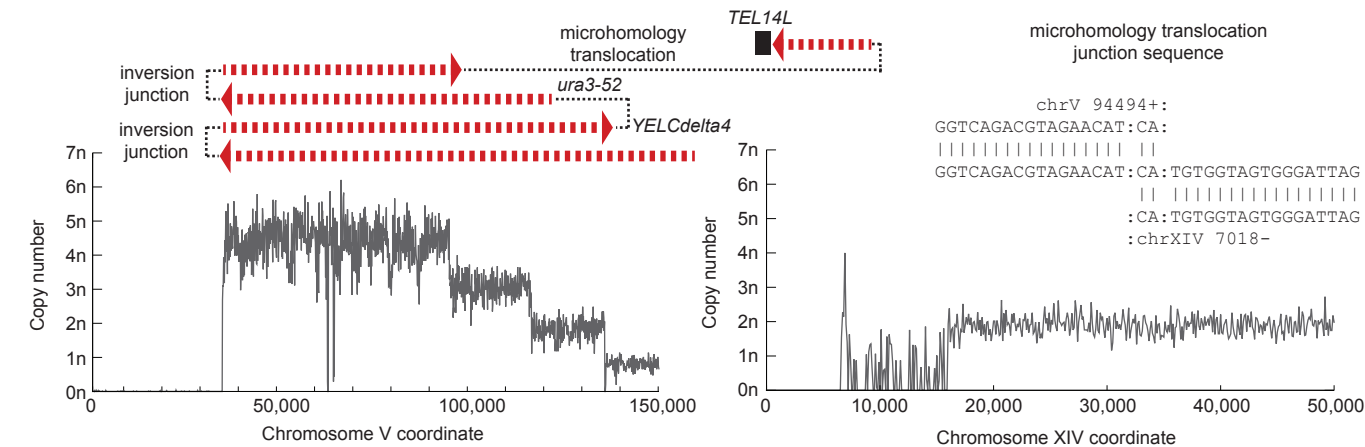 TEL14L
microhomology
translocation
microhomology translocation
junction sequence
inversion
junction
ura3-52
inversion
junction
YELCdelta4
chrV 94494+:
GGTCAGACGTAGAACAT:CA:
||||||||||||||||| ||
GGTCAGACGTAGAACAT:CA:TGTGGTAGTGGGATTAG
|| |||||||||||||||||
:CA:TGTGGTAGTGGGATTAG
:chrXIV 7018-
7n
6n
5n
4n
3n
2n
1n
0n
Copy number
0
50,000
100,000
150,000
Chromosome V coordinate
7n
6n
5n
4n
3n
2n
1n
0n
Copy number
0
10,000
20,000
30,000
40,000
50,000
Chromosome XIV coordinate